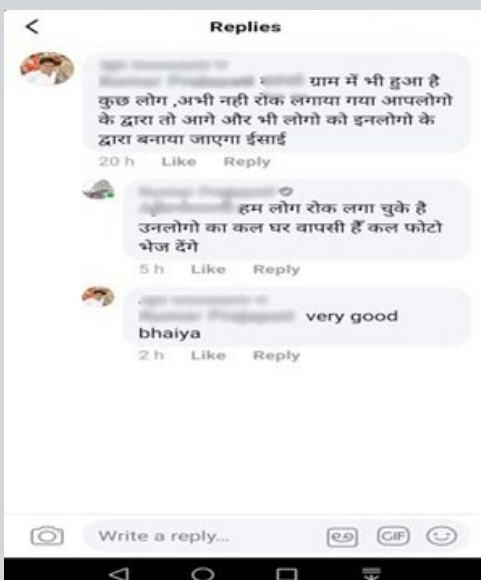 Replies
ग्राम में भी हुआ है
कुछ लोग ,अभी नही रोक लगाया गया आपलोगो
के द्वारा तो आगे और भी लोगो को इनलोगो के
द्वारा बनाया जाएगा ईसाई
20 h Like Reply
हम लोग रोक लगा चुके है
उनलोगो का कल घर वापसी हैँ कल फोटो
भेज देंगे
5 h Like Reply
very good
bhaiya
2 h Like Reply
Write a reply...
GIF